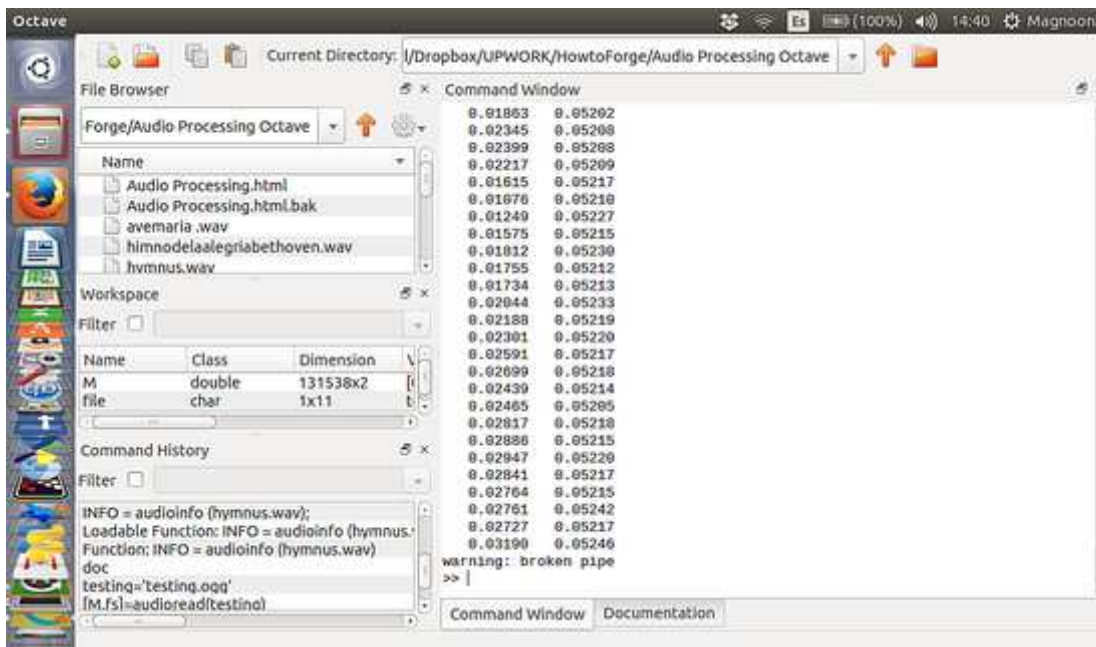 Octave
Es (100%) 14:40 Magnoon
Current Directory: l/Dropbox/UPWORK/HowtoForge/Audio Processing Octave
File Browser
Forge/Audio Processing Octave
Name
Audio Processing.html
Audio Processing.html.bak
avemaria .wav
himnodelaalegriabethoven.wav
hymnus.wav
Workspace
Filter
Name Class Dimension
M double 131538x2
file char 1x11
Command History
Filter
INFO = audioinfo (hymnus.wav);
Loadable Function: INFO = audioinfo (hymnus.
Function: INFO = audioinfo (hymnus.wav)
doc
testing='testing.ogg'
[M,fs]=audioread(testing)
Command Window
0.01863 0.05202
0.02345 0.05208
0.02399 0.05208
0.02217 0.05209
0.01615 0.05217
0.01076 0.05210
0.01249 0.05227
0.01575 0.05215
0.01812 0.05230
0.01755 0.05212
0.01734 0.05213
0.02044 0.05233
0.02188 0.05219
0.02301 0.05220
0.02591 0.05217
0.02699 0.05218
0.02439 0.05214
0.02465 0.05205
0.02817 0.05218
0.02886 0.05215
0.02947 0.05220
0.02841 0.05217
0.02764 0.05215
0.02761 0.05242
0.02727 0.05217
0.03190 0.05246
warning: broken pipe
>>
Command Window Documentation